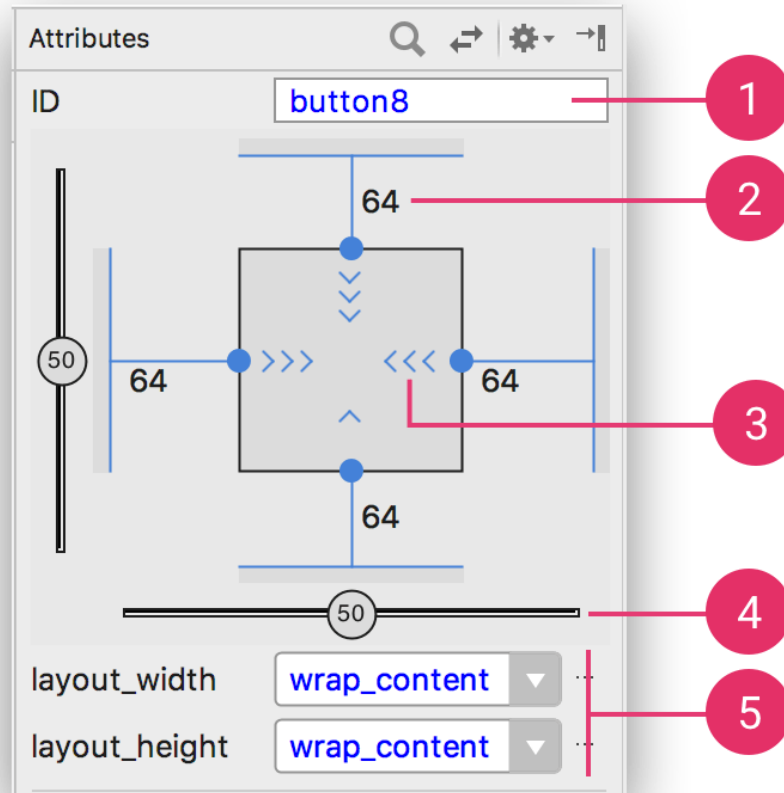 Attributes
ID button8 1
64 2
50
64 64
3
64
50 4
layout_width wrap_content
layout_height wrap_content 5